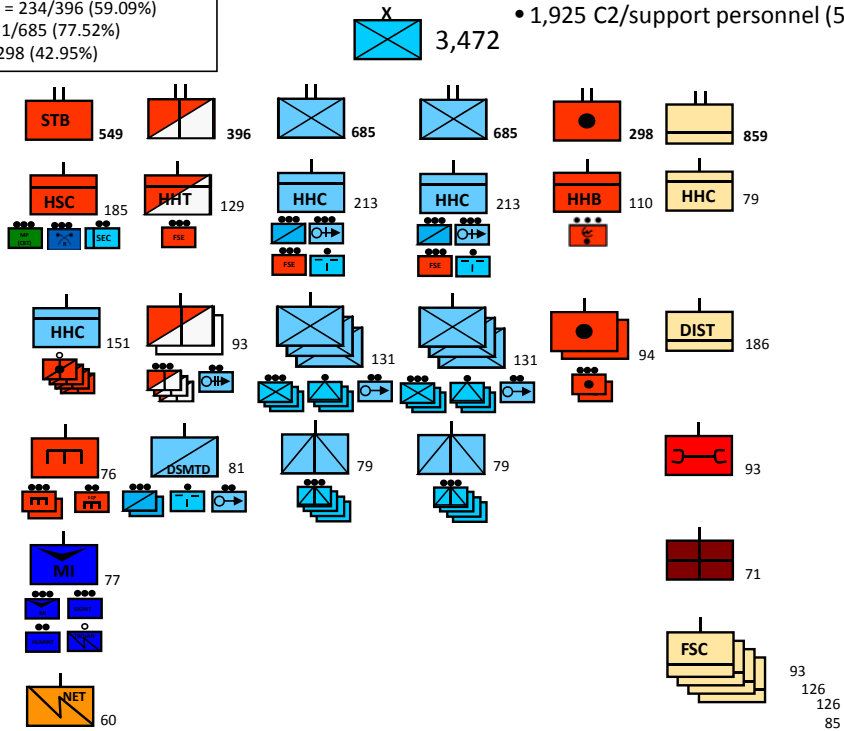 = 234/396 (59.09%)
1/685 (77.52%)
298 (42.95%)
X
3,472
• 1,925 C2/support personnel (5
STB
549
396
685
685
298
859
HSC
185
HHT
129
HHC
213
HHC
213
HHB
110
HHC
79
SEC
FSE
FSE
FSE
HHC
151
93
131
131
94
DIST
186
76
DSMTD
81
79
79
93
MI
77
71
NET
60
FSC
93
126
126
85